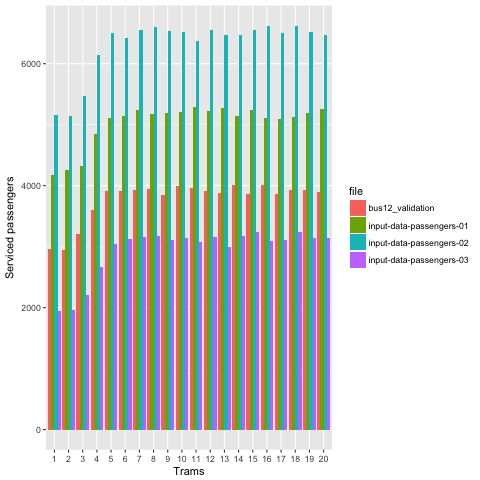 6000
4000
2000
0
Serviced passengers
1 2 3 4 5 6 7 8 9 10 11 12 13 14 15 16 17 18 19 20
Trams
file
bus12_validation
input-data-passengers-01
input-data-passengers-02
input-data-passengers-03